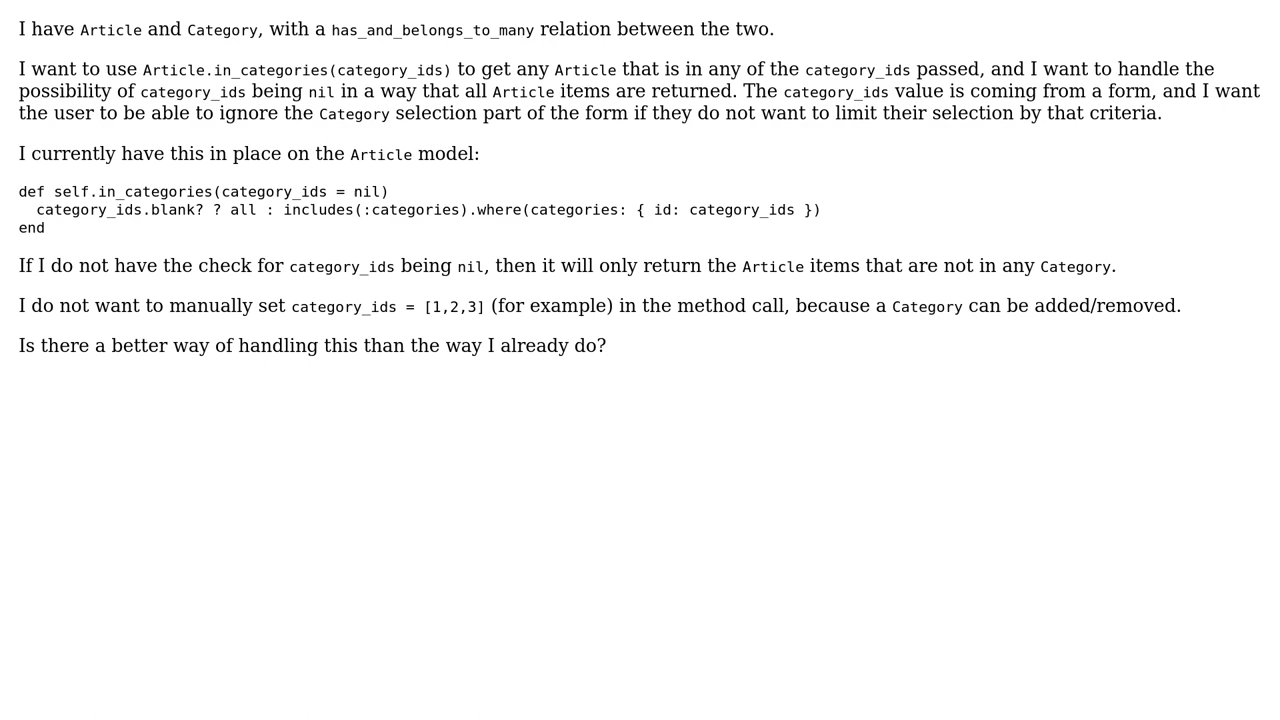 I have Article and Category, with a has_and_belongs_to_many relation between the two.
I want to use Article.in_categories(category_ids) to get any Article that is in any of the category_ids passed, and I want to handle the
possibility of category_ids being nil in a way that all Article items are returned. The category_ids value is coming from a form, and I want
the user to be able to ignore the Category selection part of the form if they do not want to limit their selection by that criteria.
I currently have this in place on the Article model:
def self.in_categories(category_ids = nil)
  category_ids.blank? ? all : includes(:categories).where(categories: { id: category_ids })
end
If I do not have the check for category_ids being nil, then it will only return the Article items that are not in any Category.
I do not want to manually set category_ids = [1,2,3] (for example) in the method call, because a Category can be added/removed.
Is there a better way of handling this than the way I already do?